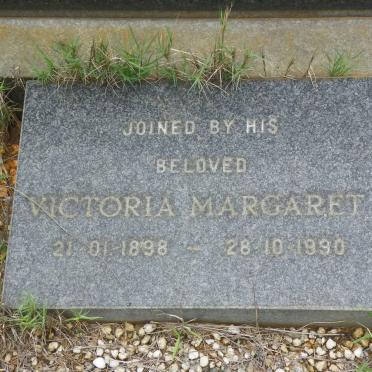 JOINED BY HIS
BELOVED
VICTORIA MARGARET
21-01-1898 - 28-10-1990